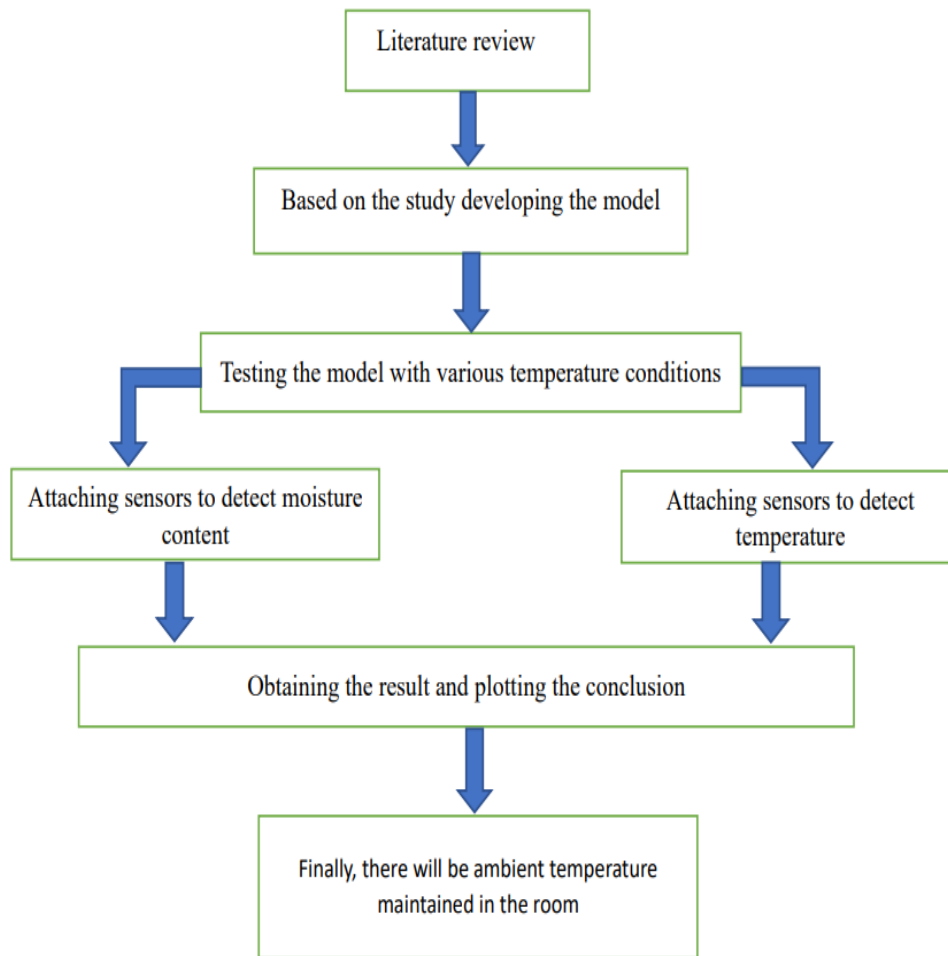 Literature review
Based on the study developing the model
Testing the model with various temperature conditions
Attaching sensors to detect moisture
content
Attaching sensors to detect
temperature
Obtaining the result and plotting the conclusion
Finally, there will be ambient temperature
maintained in the room